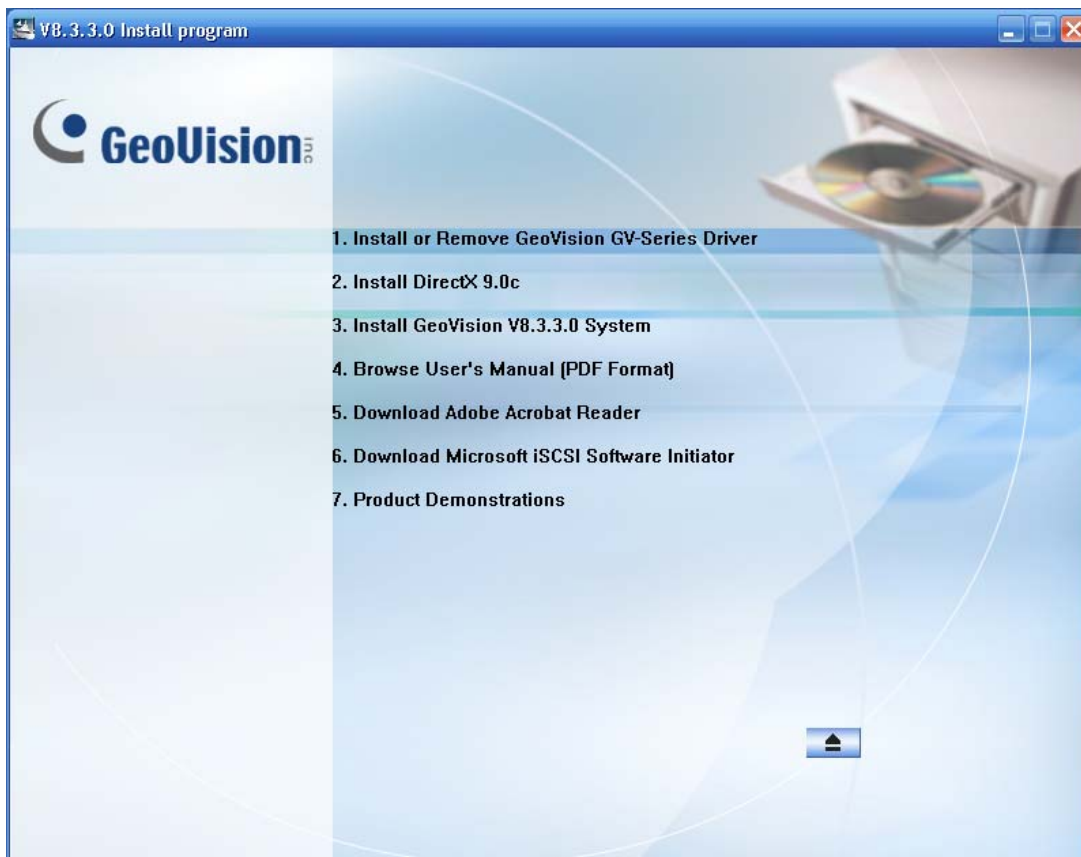 V8.3.3.0 Install program
GeoVision inc
1. Install or Remove GeoVision GV-Series Driver
2. Install DirectX 9.0c
3. Install GeoVision V8.3.3.0 System
4. Browse User's Manual (PDF Format)
5. Download Adobe Acrobat Reader
6. Download Microsoft iSCSI Software Initiator
7. Product Demonstrations